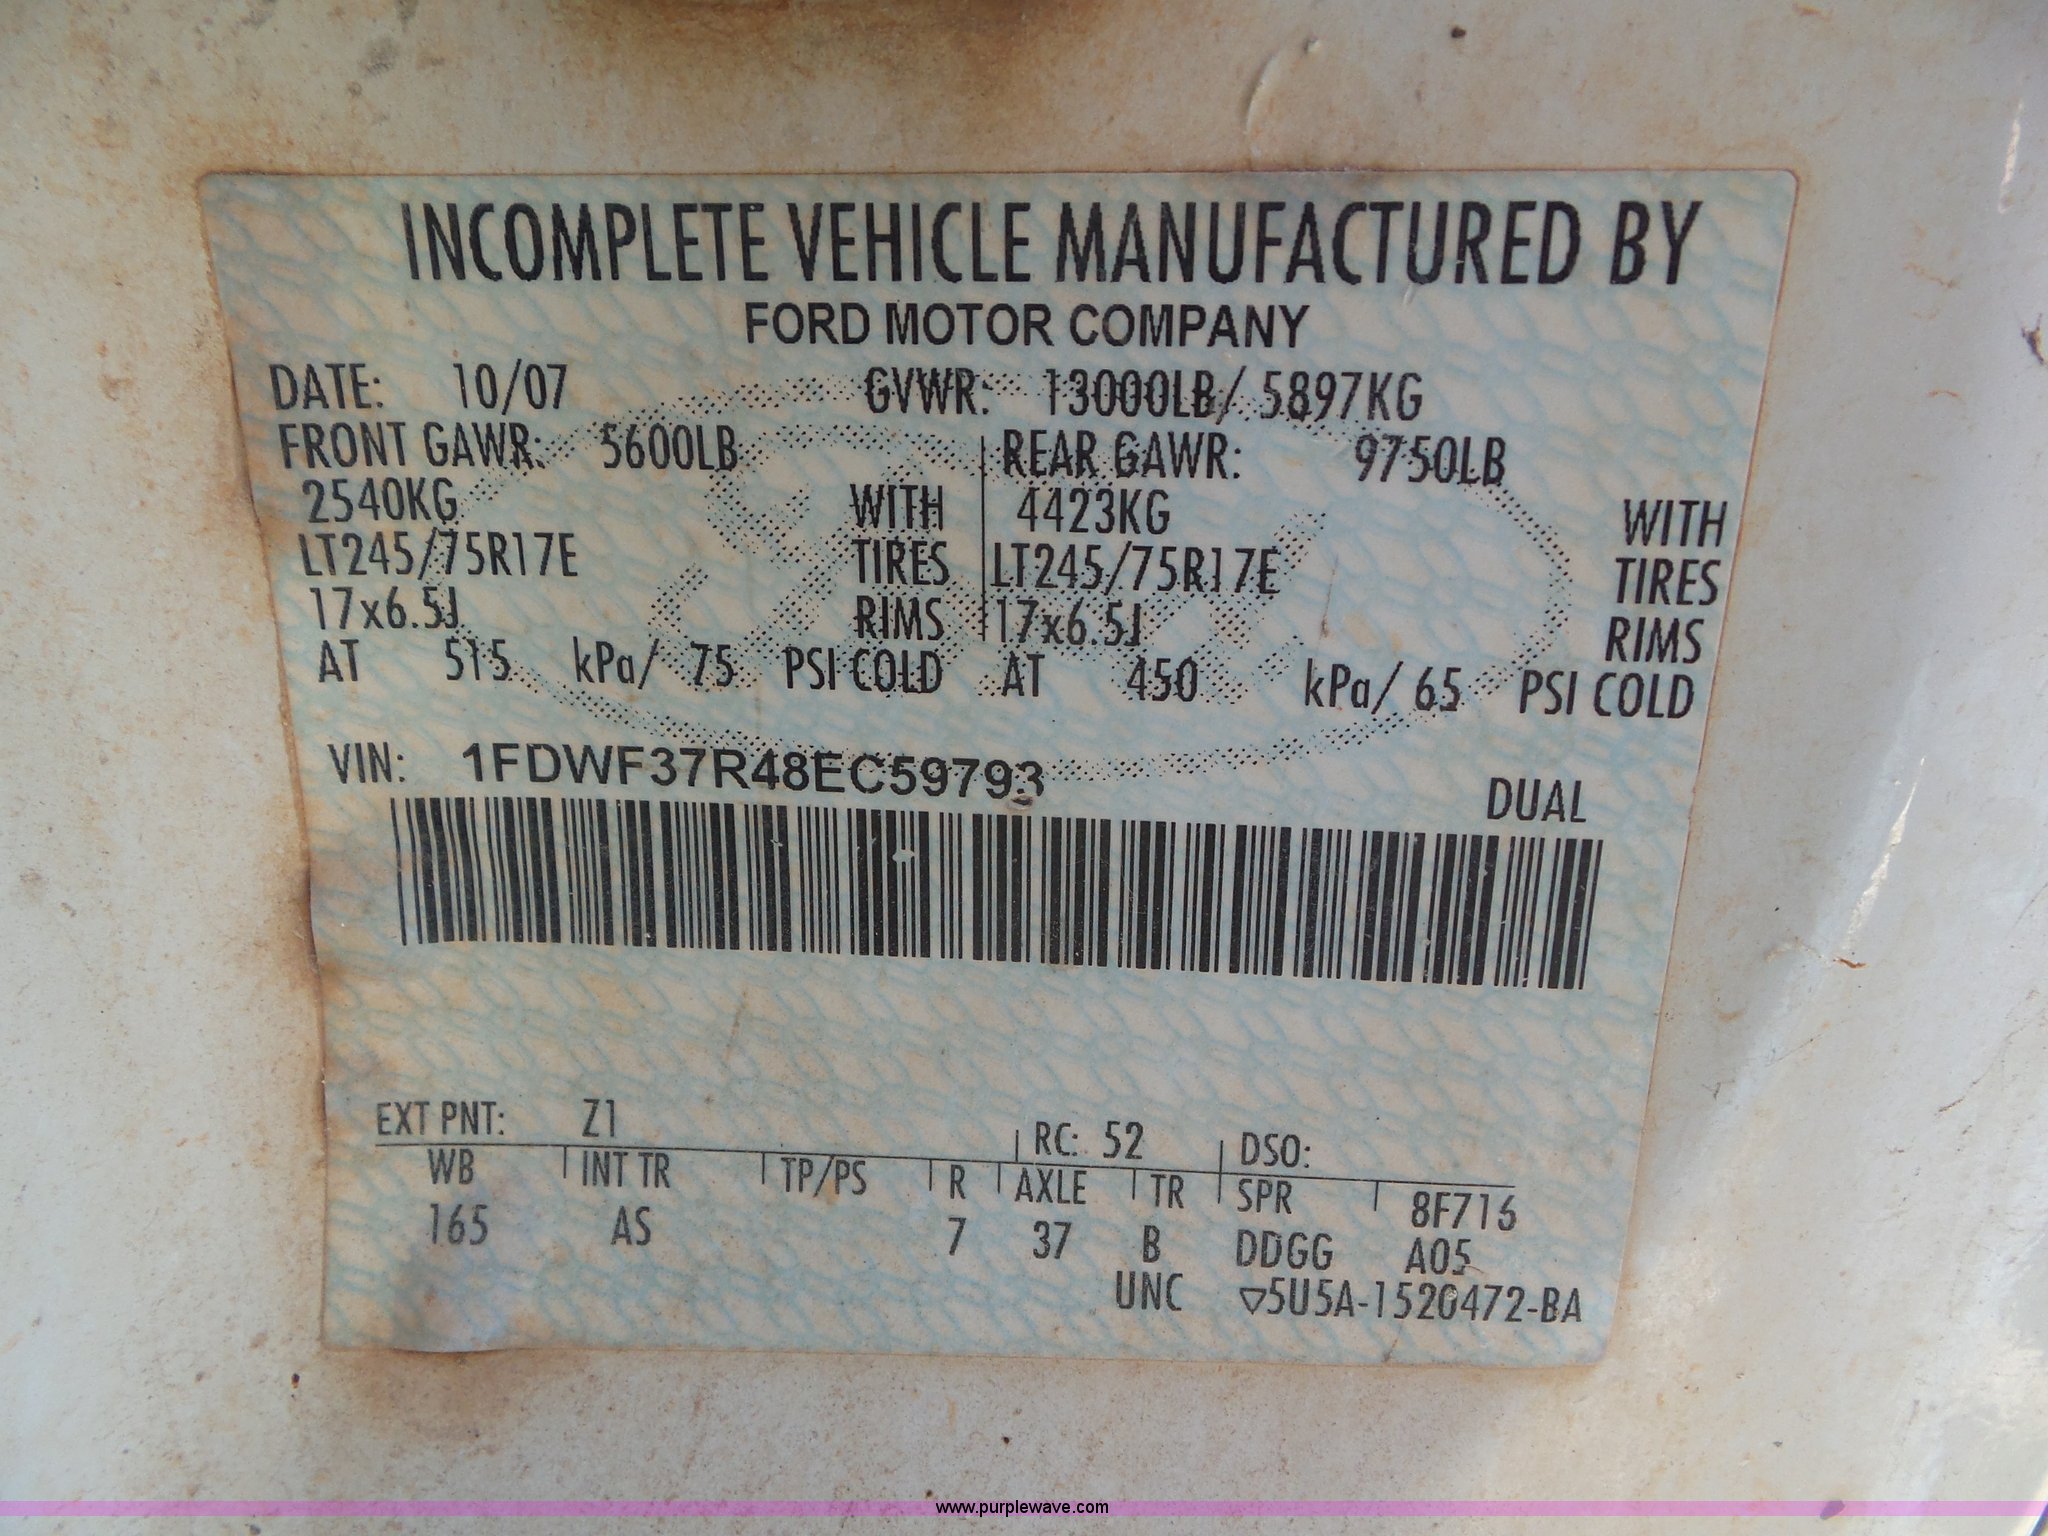 INCOMPLETE VEHICLE MANUFACTURED BY
FORD MOTOR COMPANY
DATE: 10/07 GVWR: 13000LB/ 5897KG
FRONT GAWR: 5600LB REAR GAWR: 9750LB
2540KG WITH 4423KG WITH
LT245/75R17E TIRES LT245/75R17E TIRES
17x6.5J RIMS 17x6.5J RIMS
AT 515 kPa/ 75 PSI COLD AT 450 kPa/ 65 PSI COLD
VIN: 1FDWF37R48EC59793
DUAL
EXT PNT: Z1 RC: 52 DSO:
WB INT TR TP/PS R AXLE TR SPR 8F716
165 AS 7 37 B DDGG A05
UNC ▽5U5A-1520472-BA
www.purplewave.com